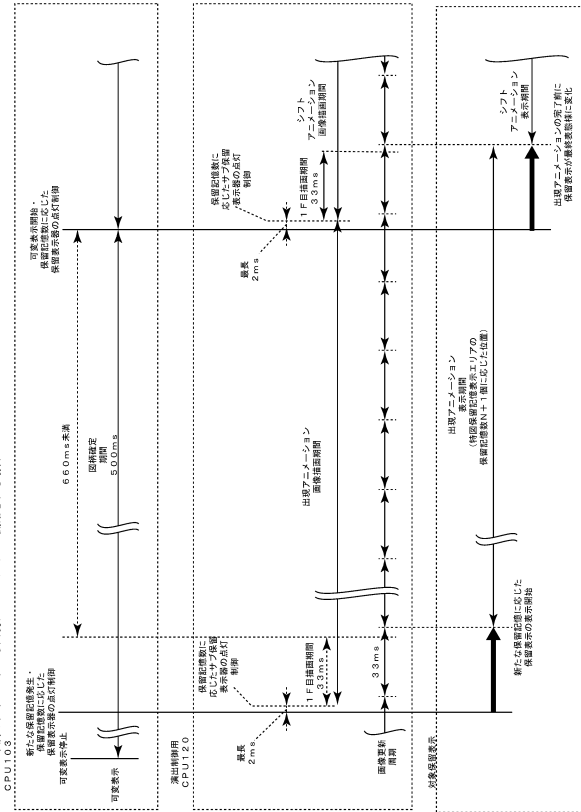 CPU103
新たな保留記憶発生・
保留記憶数に応じた
保留表示器の点灯制御
可変表示停止
可変表示
660ms未満
図柄確定
期間
500ms
可変表示開始・
保留記憶数に応じた
保留表示器の点灯制御
演出制御用
CPU120
最長
2ms
保留記憶数に
応じたサブ保留
表示器の点灯
制御
1F目描画期間
33ms
出現アニメーション
画像描画期間
最長
2ms
保留記憶数に
応じたサブ保留
表示器の点灯
制御
1F目描画期間
33ms
シフト
アニメーション
画像描画期間
画像更新
周期
33ms
対象保留表示
新たな保留記憶に応じた
保留表示の表示開始
出現アニメーション
表示期間
(特図保留記憶表示エリアの
保留記憶数N+1個に応じた位置)
シフト
アニメーション
表示期間
出現アニメーションの完了前に
保留表示が最終表態様に変化